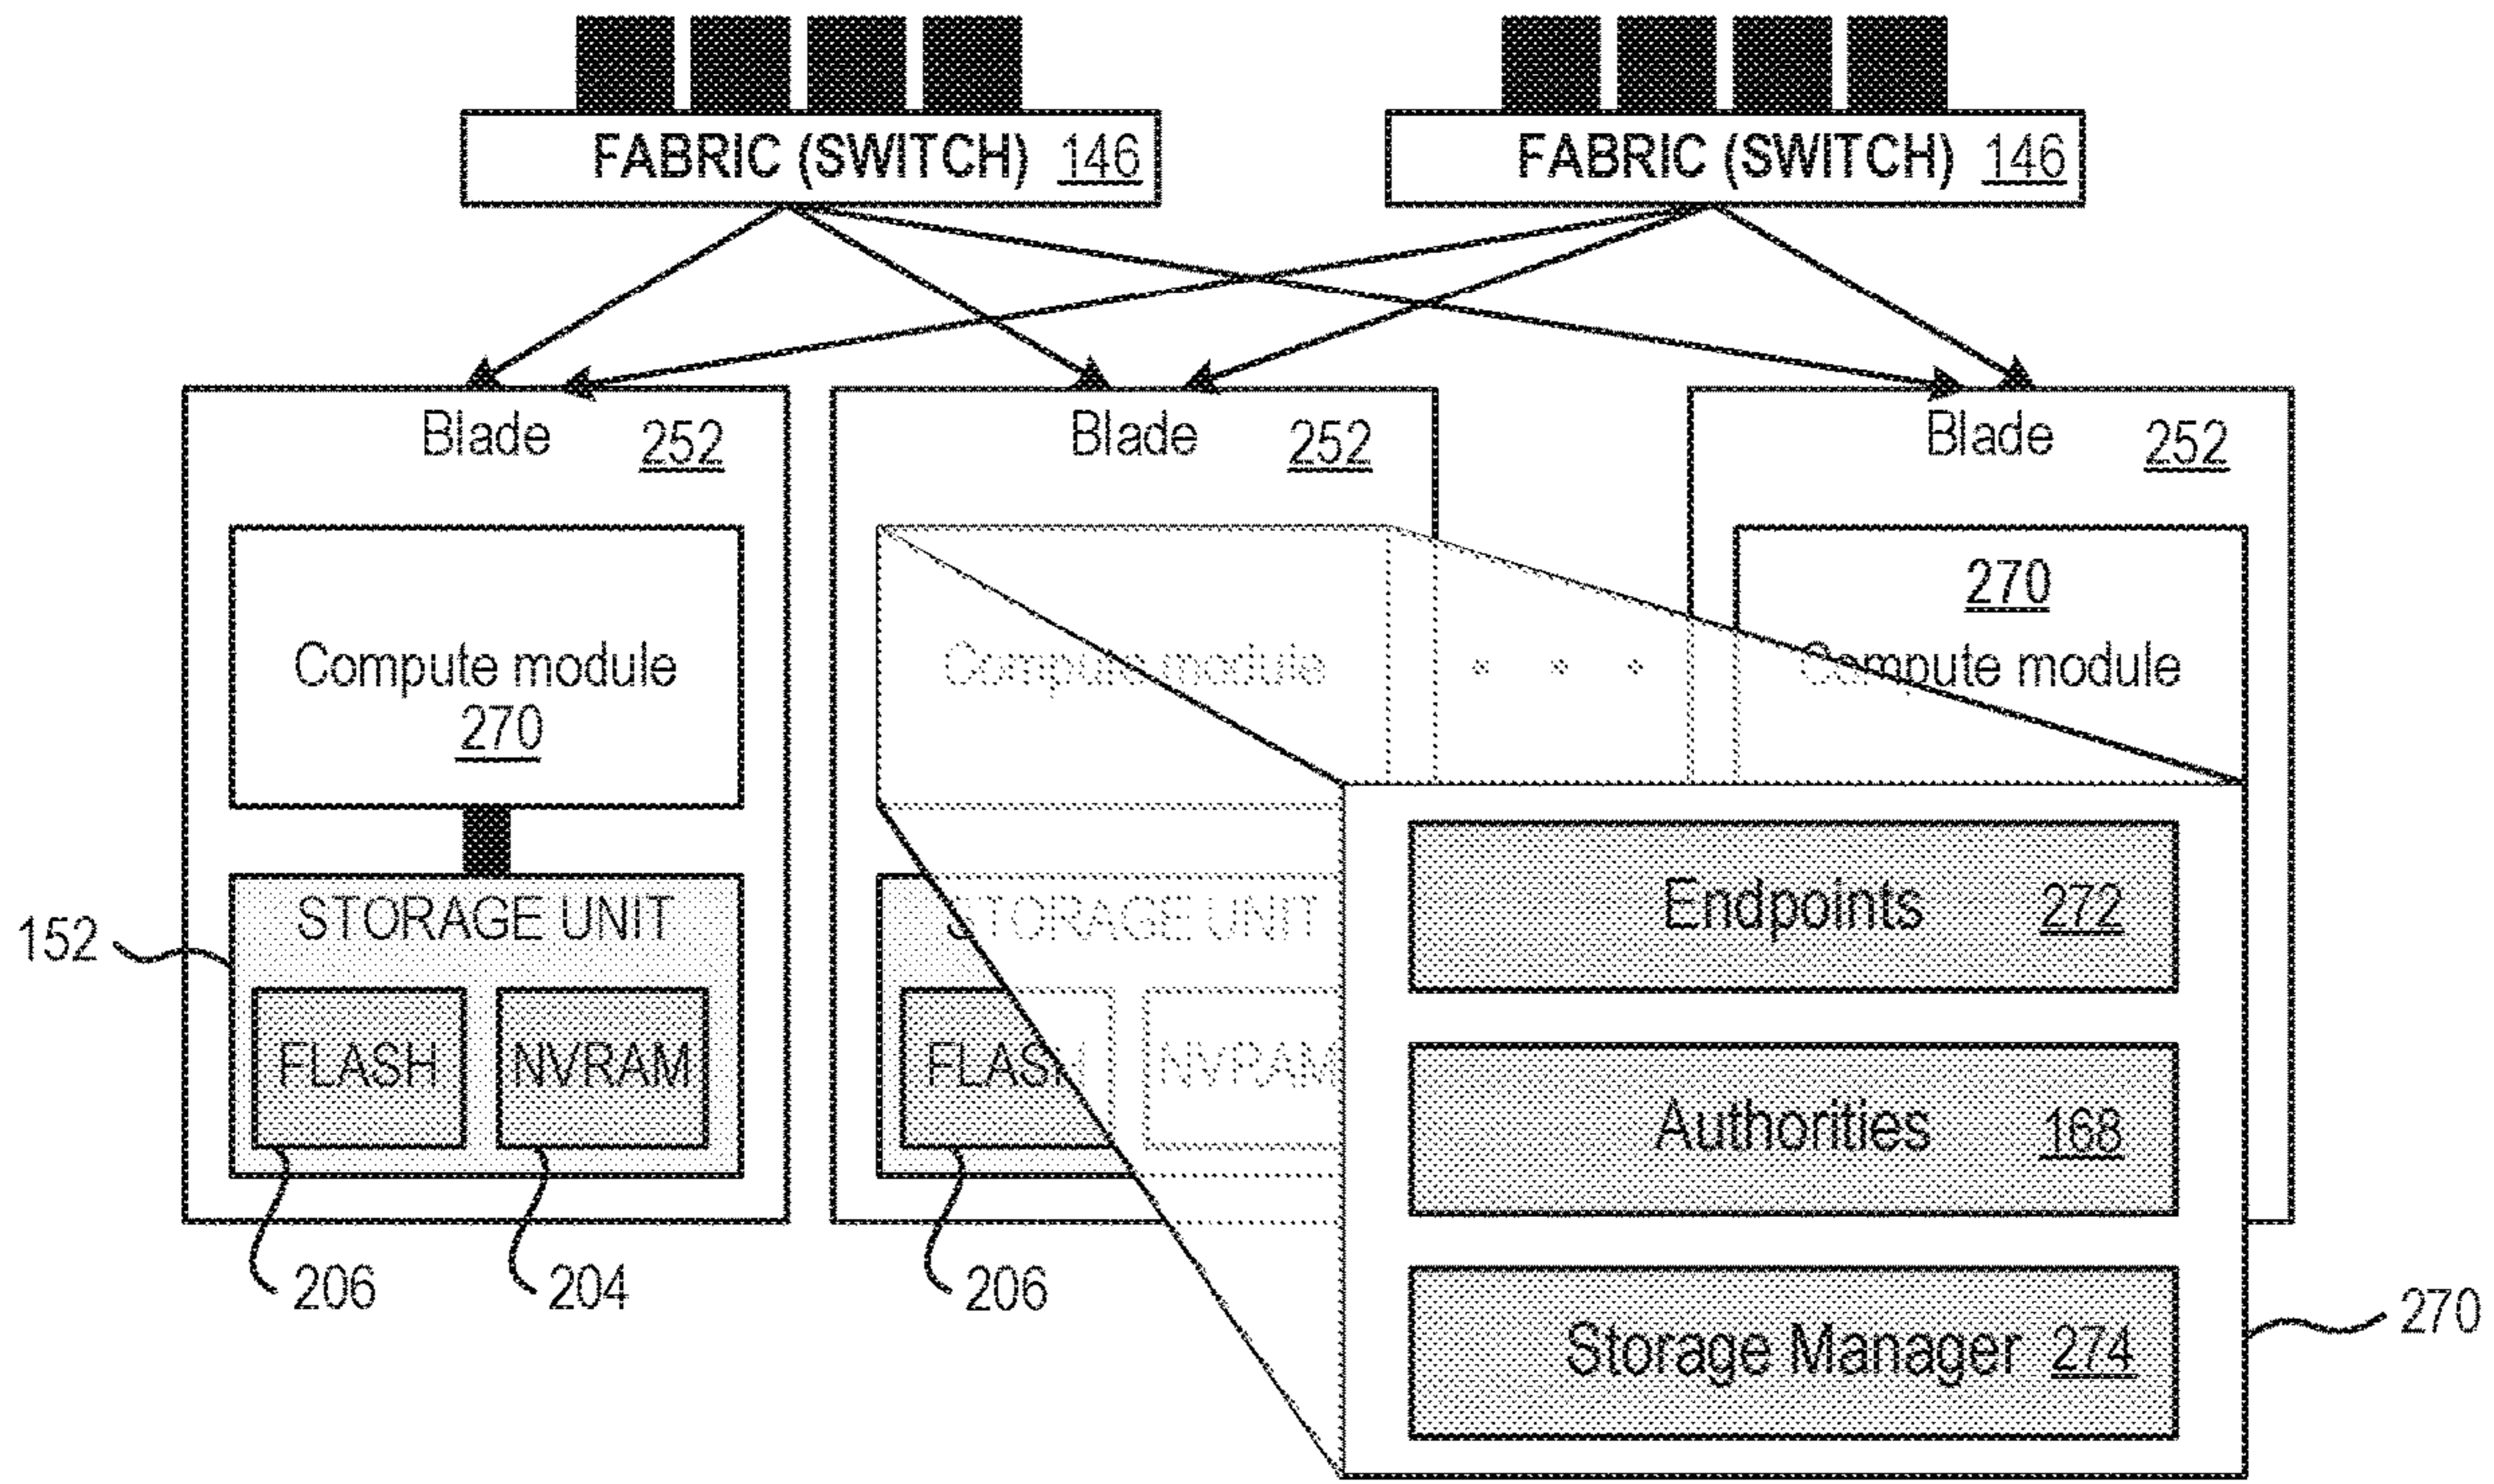 FABRIC (SWITCH) 146
FABRIC (SWITCH) 146
Blade 252
Blade 252
Blade 252
Compute module
270
Compute module
270
Compute module
STORAGE UNIT
152
FLASH
NVRAM
206
204
STORAGE UNIT
FLASH
NVRAM
206
Endpoints 272
Authorities 168
Storage Manager 274
270